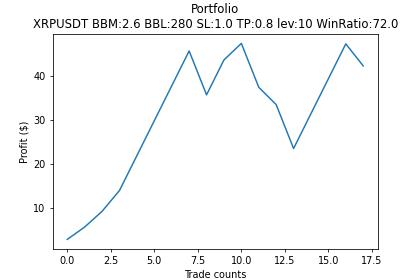 Portfolio
XRPUSDT BBM:2.6 BBL:280 SL:1.0 TP:0.8 lev:10 WinRatio:72.0
Profit ($)
40
30
20
10
0.0 2.5 5.0 7.5 10.0 12.5 15.0 17.5
Trade counts